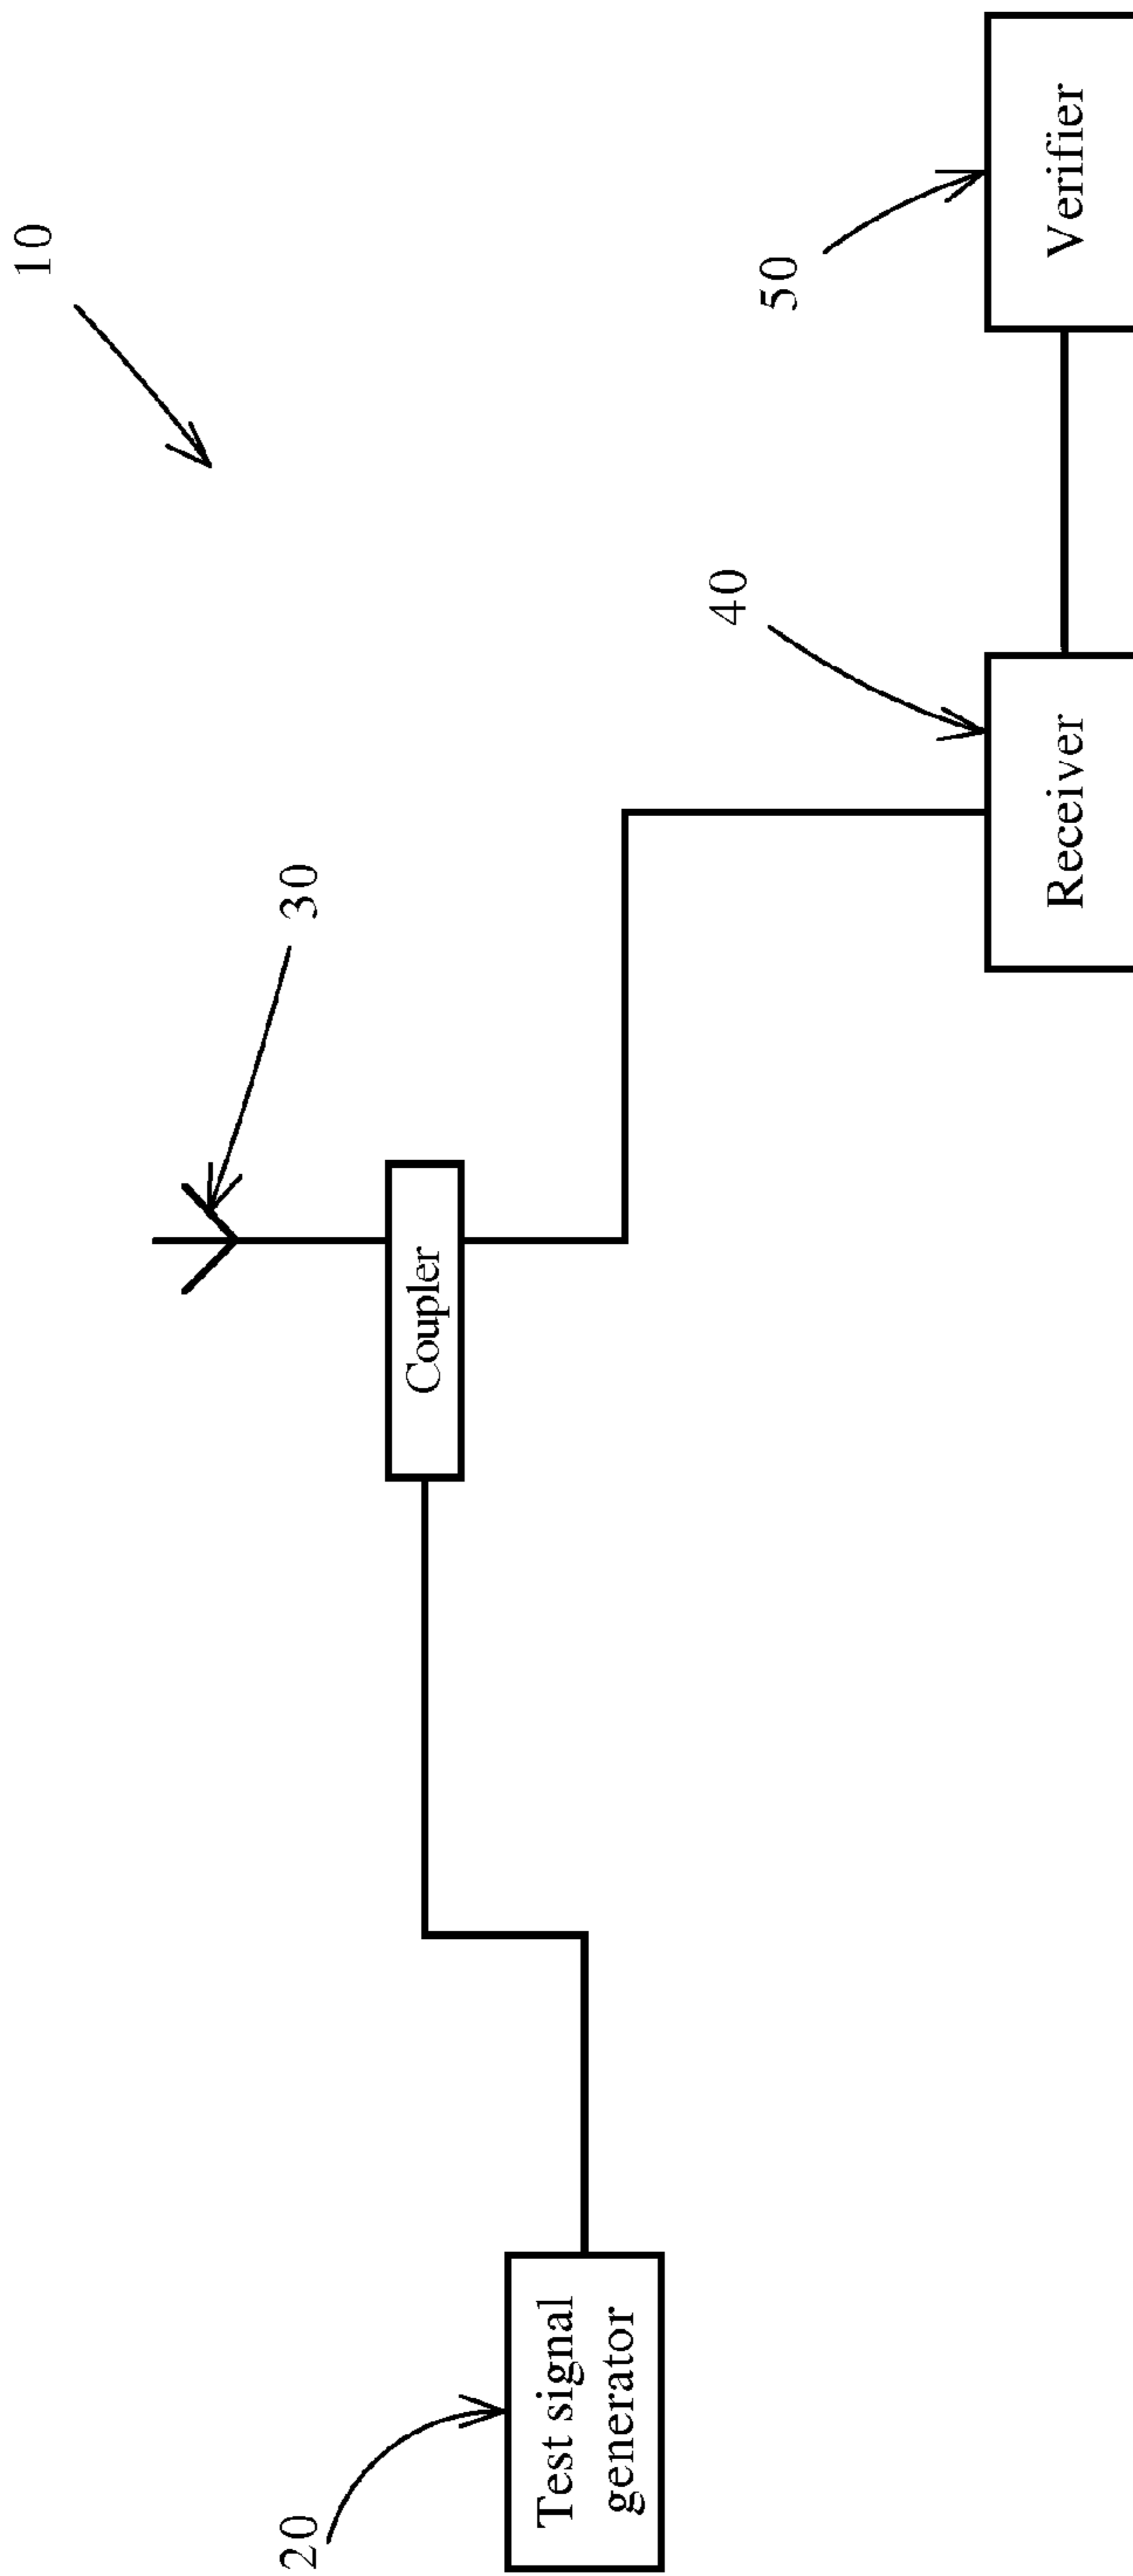 10
30
20
Coupler
40
50
Test signal
generator
Receiver
Verifier